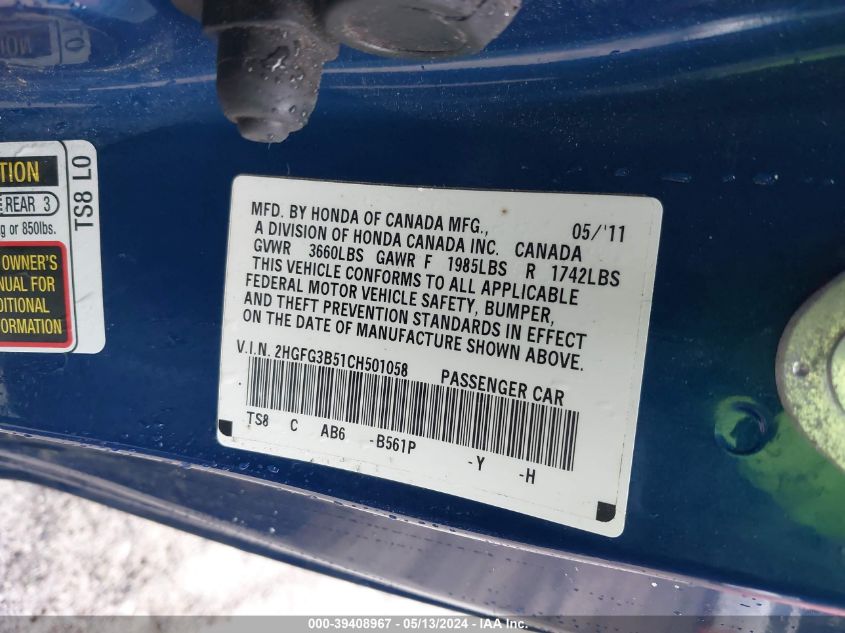 TION
E REAR 3
g or 850lbs.
OWNER'S
NUAL FOR
DITIONAL
FORMATION
TS8 L0
MFD. BY HONDA OF CANADA MFG., 05/'11
A DIVISION OF HONDA CANADA INC. CANADA
GVWR 3660LBS GAWR F 1985LBS R 1742LBS
THIS VEHICLE CONFORMS TO ALL APPLICABLE
FEDERAL MOTOR VEHICLE SAFETY, BUMPER,
AND THEFT PREVENTION STANDARDS IN EFFECT
ON THE DATE OF MANUFACTURE SHOWN ABOVE.
V.I.N. 2HGFG3B51CH501058 PASSENGER CAR
TS8 C AB6 -B561P -Y -H
000-39408967 - 05/13/2024 -